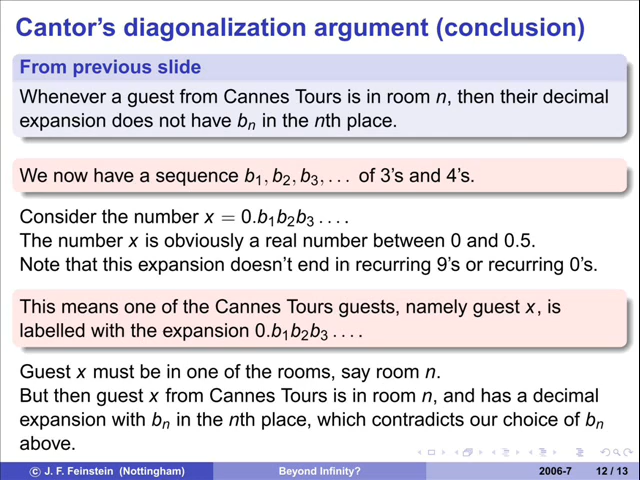 Cantor's diagonalization argument (conclusion)
From previous slide
Whenever a guest from Cannes Tours is in room n, then their decimal
expansion does not have bₙ in the nth place.
We now have a sequence b₁, b₂, b₃, . . . of 3's and 4's.
Consider the number x = 0.b₁b₂b₃ . . . .
The number x is obviously a real number between 0 and 0.5.
Note that this expansion doesn't end in recurring 9's or recurring 0's.
This means one of the Cannes Tours guests, namely guest x, is
labelled with the expansion 0.b₁b₂b₃ . . . .
Guest x must be in one of the rooms, say room n.
But then guest x from Cannes Tours is in room n, and has a decimal
expansion with bₙ in the nth place, which contradicts our choice of bₙ
above.
© J. F. Feinstein (Nottingham) Beyond Infinity? 2006-7 12 / 13